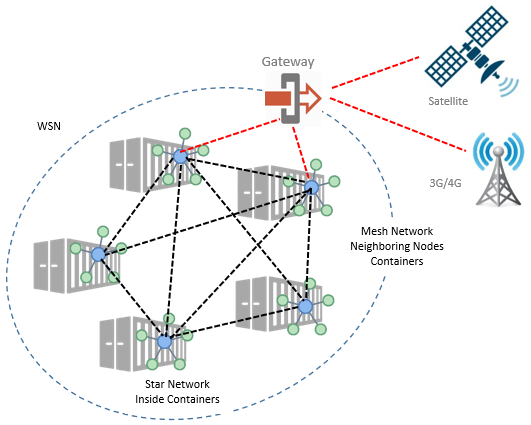 Gateway
Satellite
WSN
3G/4G
Mesh Network
Neighboring Nodes
Containers
Star Network
Inside Containers